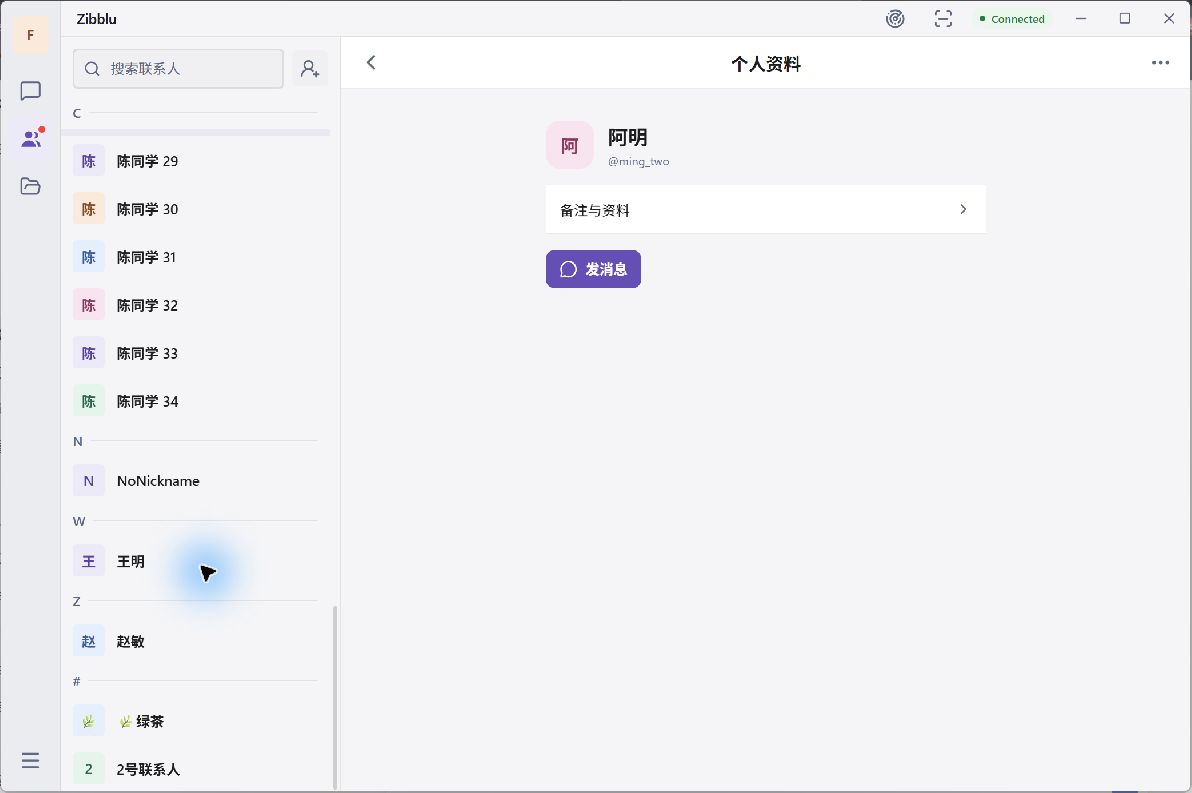 Zibblu
Connected
F
搜索联系人
C
陈 陈同学 29
陈 陈同学 30
陈 陈同学 31
陈 陈同学 32
陈 陈同学 33
陈 陈同学 34
N
N NoNickname
W
王 王明
Z
赵 赵敏
#
🌿 🌿 绿茶
2 2号联系人
个人资料
阿 阿明
@ming_two
备注与资料
发消息